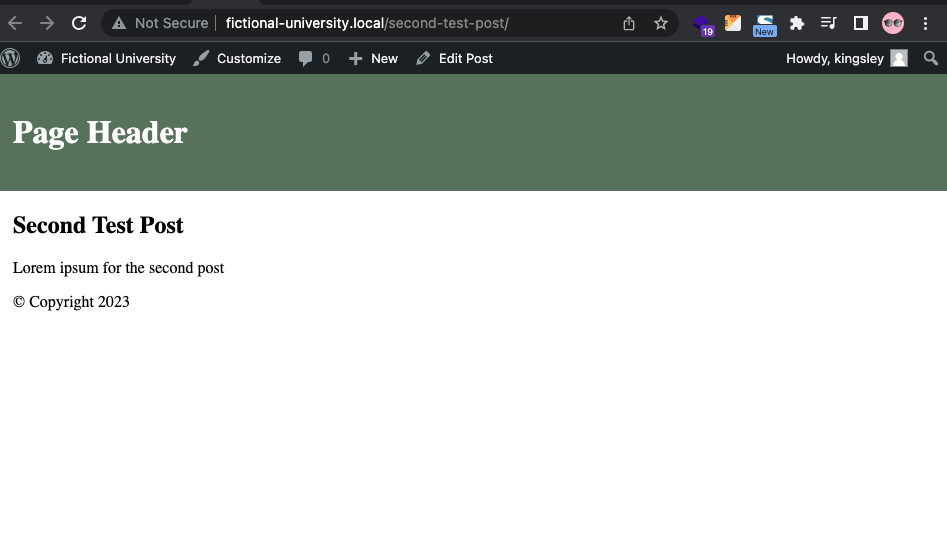 Not Secure fictional-university.local/second-test-post/
19
New
Fictional University Customize 0 New Edit Post Howdy, kingsley
Page Header
Second Test Post
Lorem ipsum for the second post
© Copyright 2023